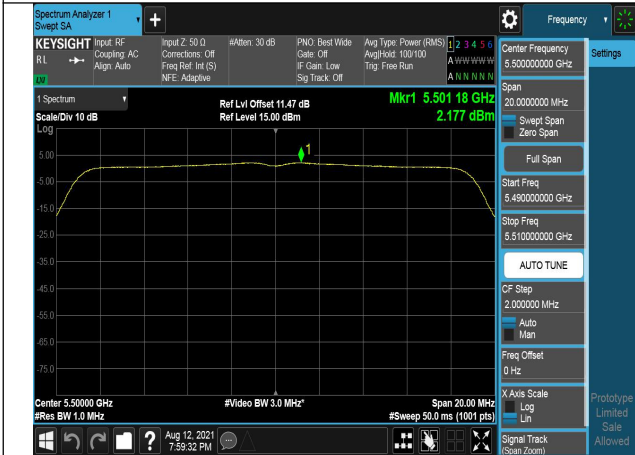 Spectrum Analyzer 1
Swept SA
+
Frequency
KEYSIGHT
Input: RF
Coupling: AC
Align: Auto
RL
Input Z: 50 Ω
Corrections: Off
Freq Ref: Int (S)
NFE: Adaptive
#Atten: 30 dB
PNO: Best Wide
Gate: Off
IF Gain: Low
Sig Track: Off
Avg Type: Power (RMS)
Avg|Hold: 100/100
Trig: Free Run
1 2 3 4 5 6
A W W W W W
A N N N N N
1 Spectrum
Scale/Div 10 dB
Log
Ref Lvl Offset 11.47 dB
Ref Level 15.00 dBm
Mkr1 5.501 18 GHz
2.177 dBm
1
5.00
-5.00
-15.0
-25.0
-35.0
-45.0
-55.0
-65.0
-75.0
Center 5.50000 GHz
#Res BW 1.0 MHz
#Video BW 3.0 MHz*
Span 20.00 MHz
#Sweep 50.0 ms (1001 pts)
Center Frequency
5.500000000 GHz
Settings
Span
20.0000000 MHz
Swept Span
Zero Span
Full Span
Start Freq
5.490000000 GHz
Stop Freq
5.510000000 GHz
AUTO TUNE
CF Step
2.000000 MHz
Auto
Man
Freq Offset
0 Hz
X Axis Scale
Log
Lin
Signal Track
(Span Zoom)
Prototype
Limited
Sale
Allowed
?
Aug 12, 2021
7:59:32 PM